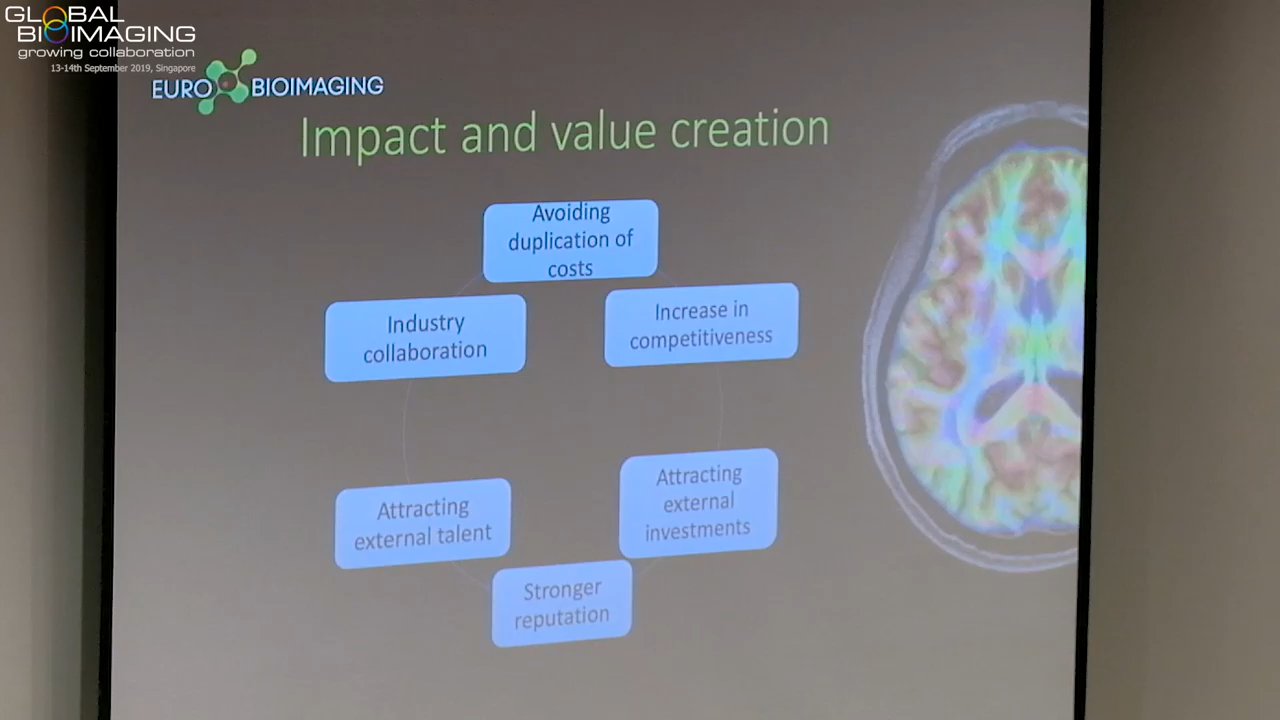 GLOBAL
BIOIMAGING
growing collaboration
13-14th September 2019, Singapore
EURO BIOIMAGING
Impact and value creation
Avoiding
duplication of
costs
Increase in
competitiveness
Attracting
external
investments
Stronger
reputation
Attracting
external talent
Industry
collaboration